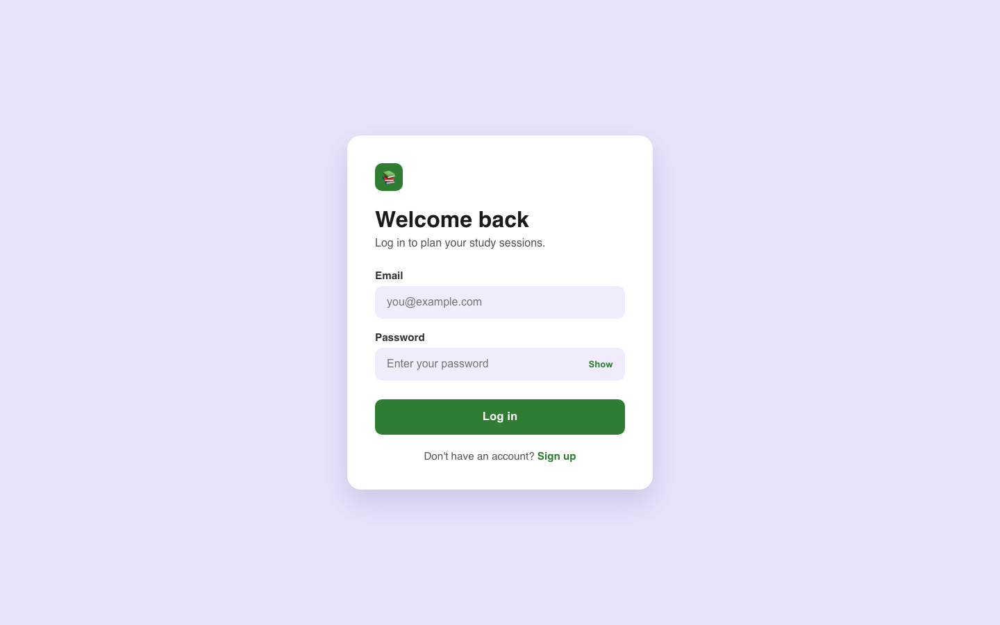 Welcome back
Log in to plan your study sessions.
Email
you@example.com
Password
Enter your password Show
Log in
Don't have an account? Sign up